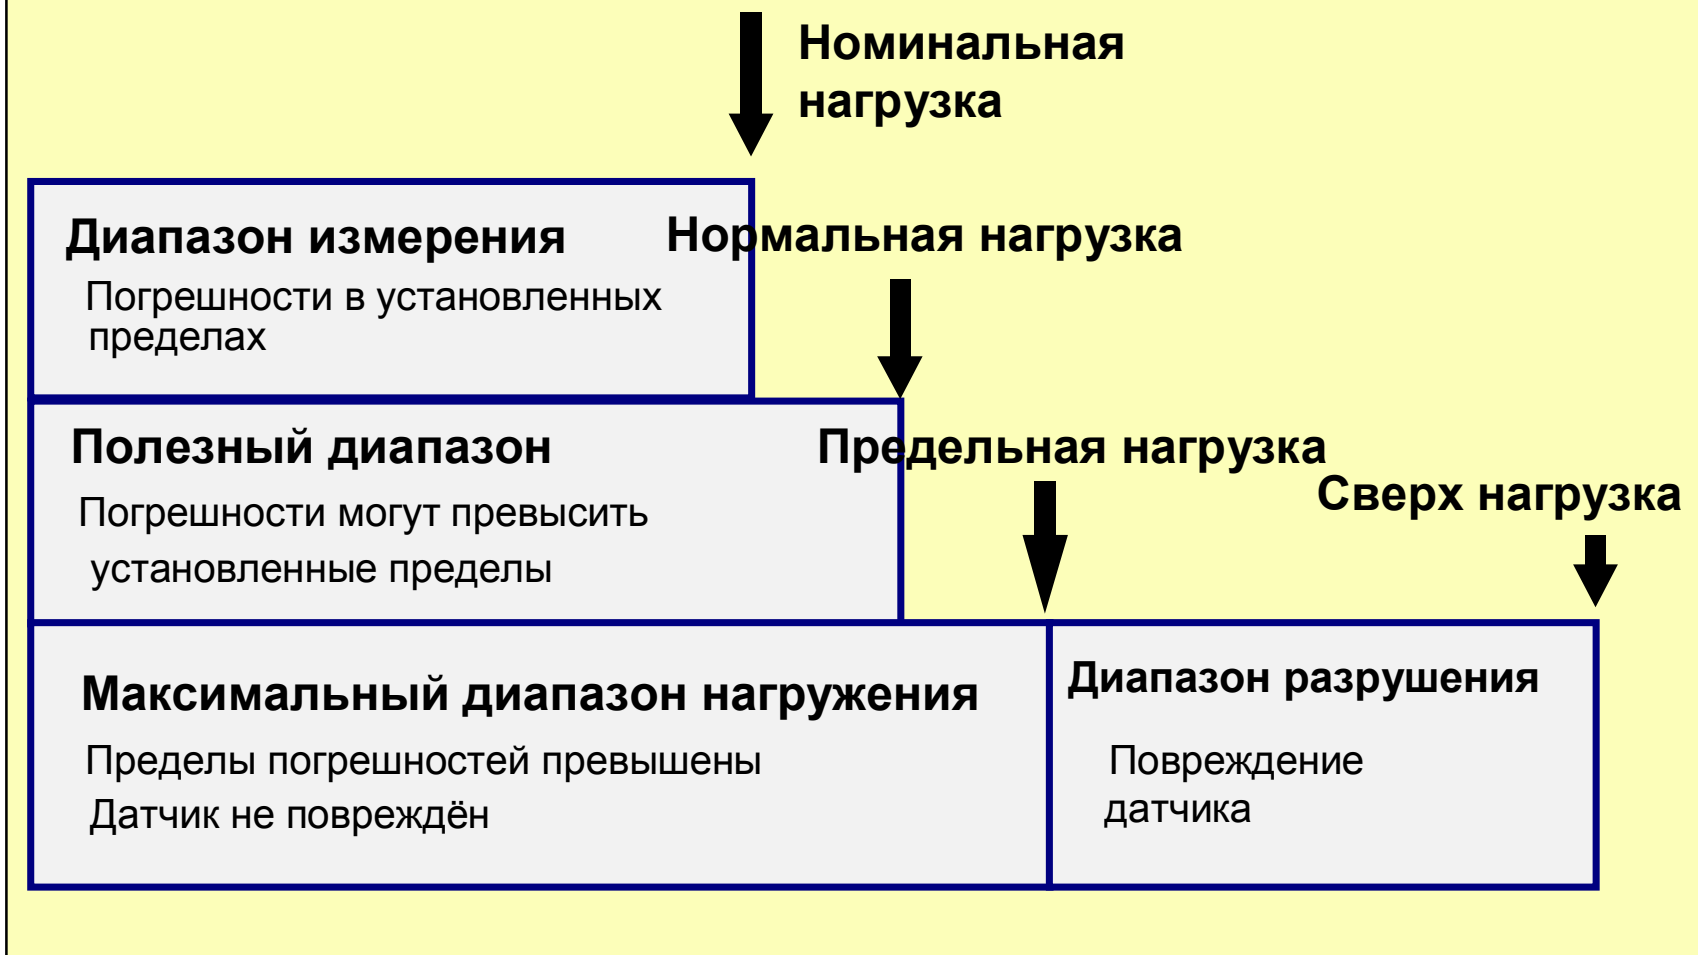 Номинальная
нагрузка
Диапазон измерения
Нормальная нагрузка
Погрешности в установленных
пределах
Полезный диапазон
Предельная нагрузка
Сверх нагрузка
Погрешности могут превысить
установленные пределы
Максимальный диапазон нагружения
Диапазон разрушения
Пределы погрешностей превышены
Датчик не повреждён
Повреждение
датчика